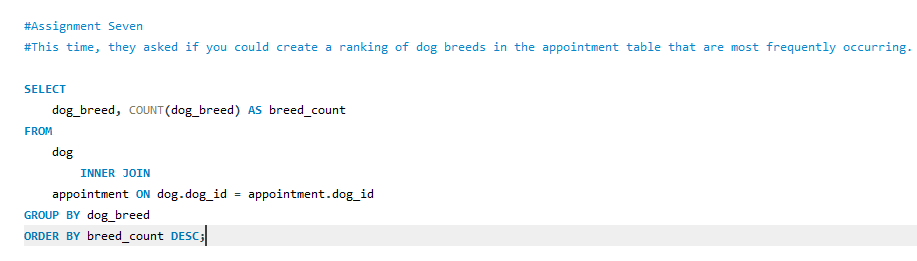 #Assignment Seven
#This time, they asked if you could create a ranking of dog breeds in the appointment table that are most frequently occurring.
SELECT
dog_breed, COUNT(dog_breed) AS breed_count
FROM
dog
INNER JOIN
appointment ON dog.dog_id = appointment.dog_id
GROUP BY dog_breed
ORDER BY breed_count DESC;